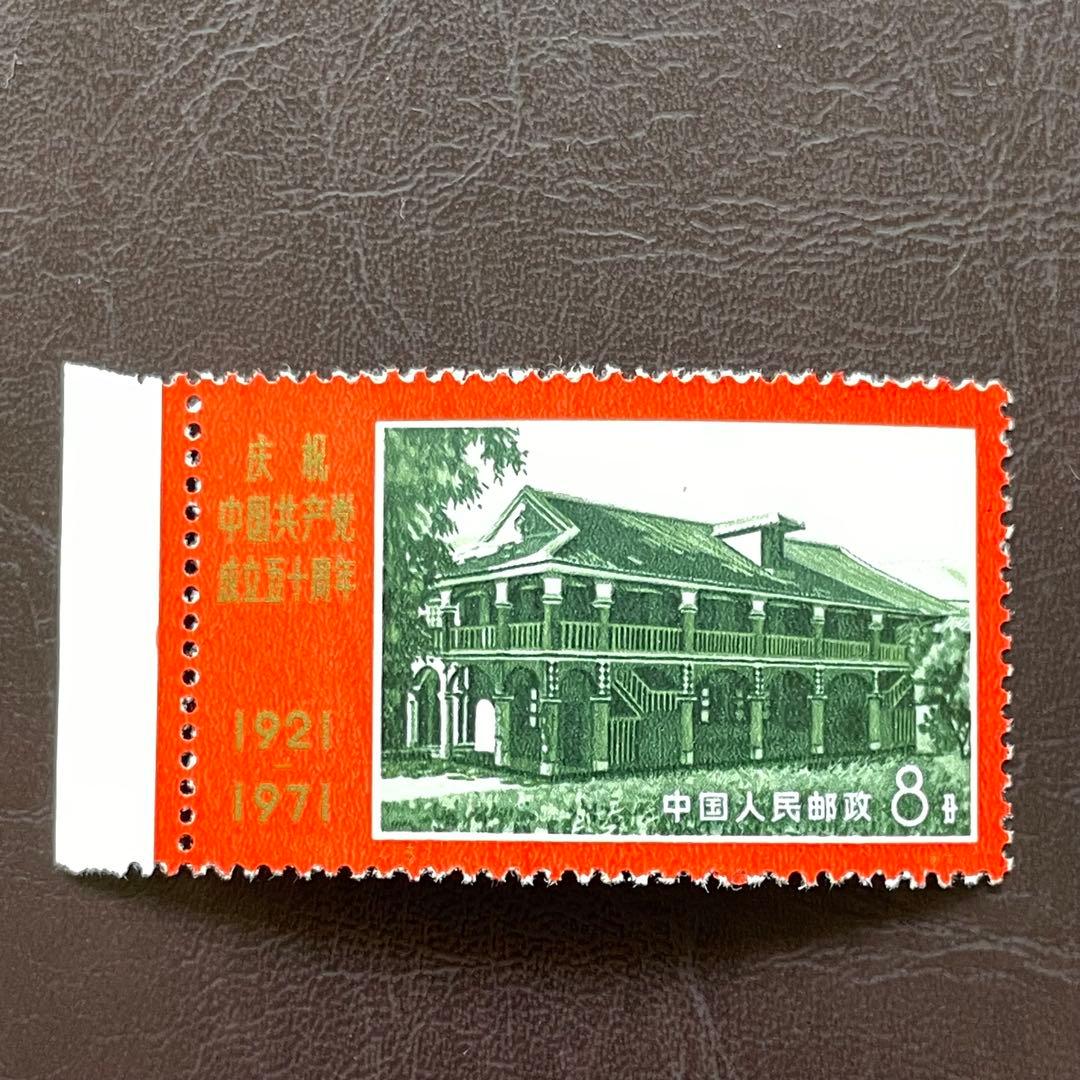 庆祝
中国共产党
成立五十周年
1921
–
1971
中国人民邮政 8分